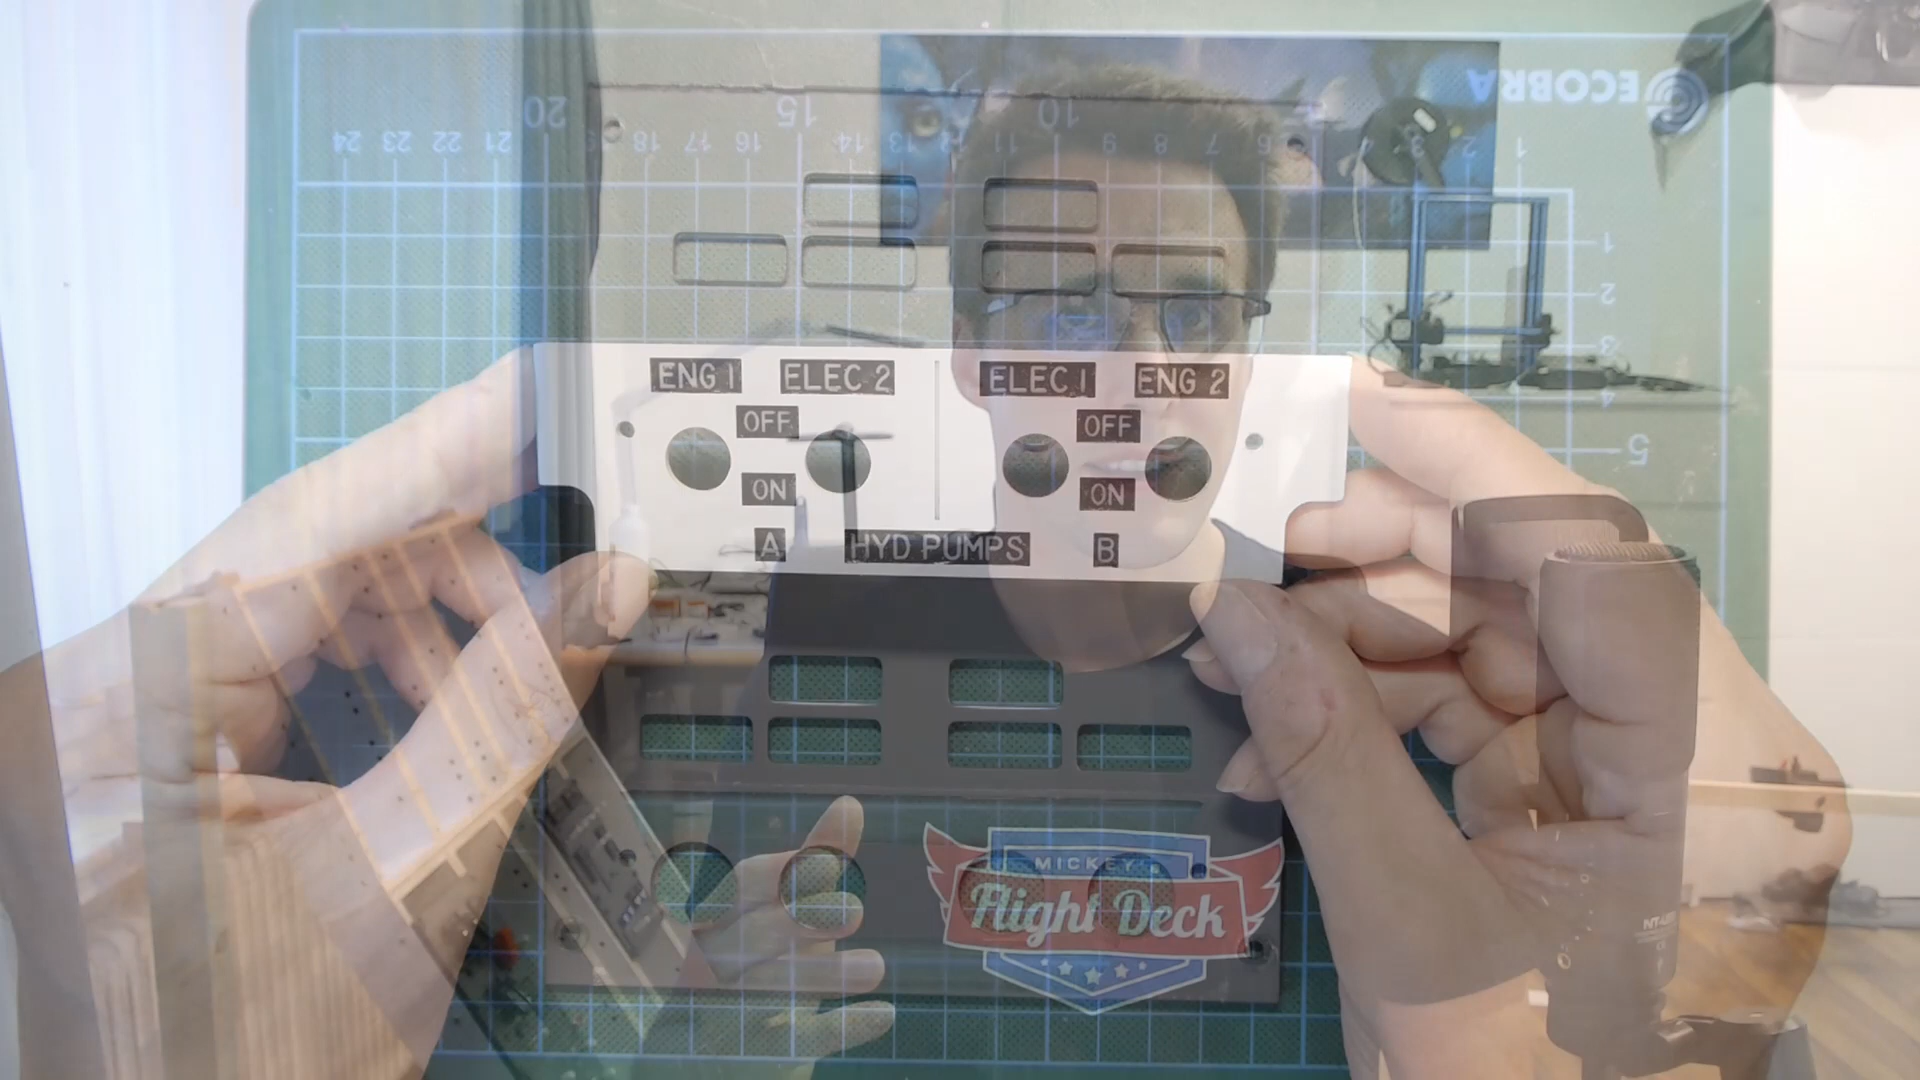 ECOBRA
20 15 10
24 23 22 21 18 17 16 14 13 12 11 9 8 7 6 4 3 2 1
1
2
3
4
5
ENG 1 ELEC 2 ELEC 1 ENG 2
OFF OFF
ON ON
A HYD PUMPS B
MICKEY
Flight Deck